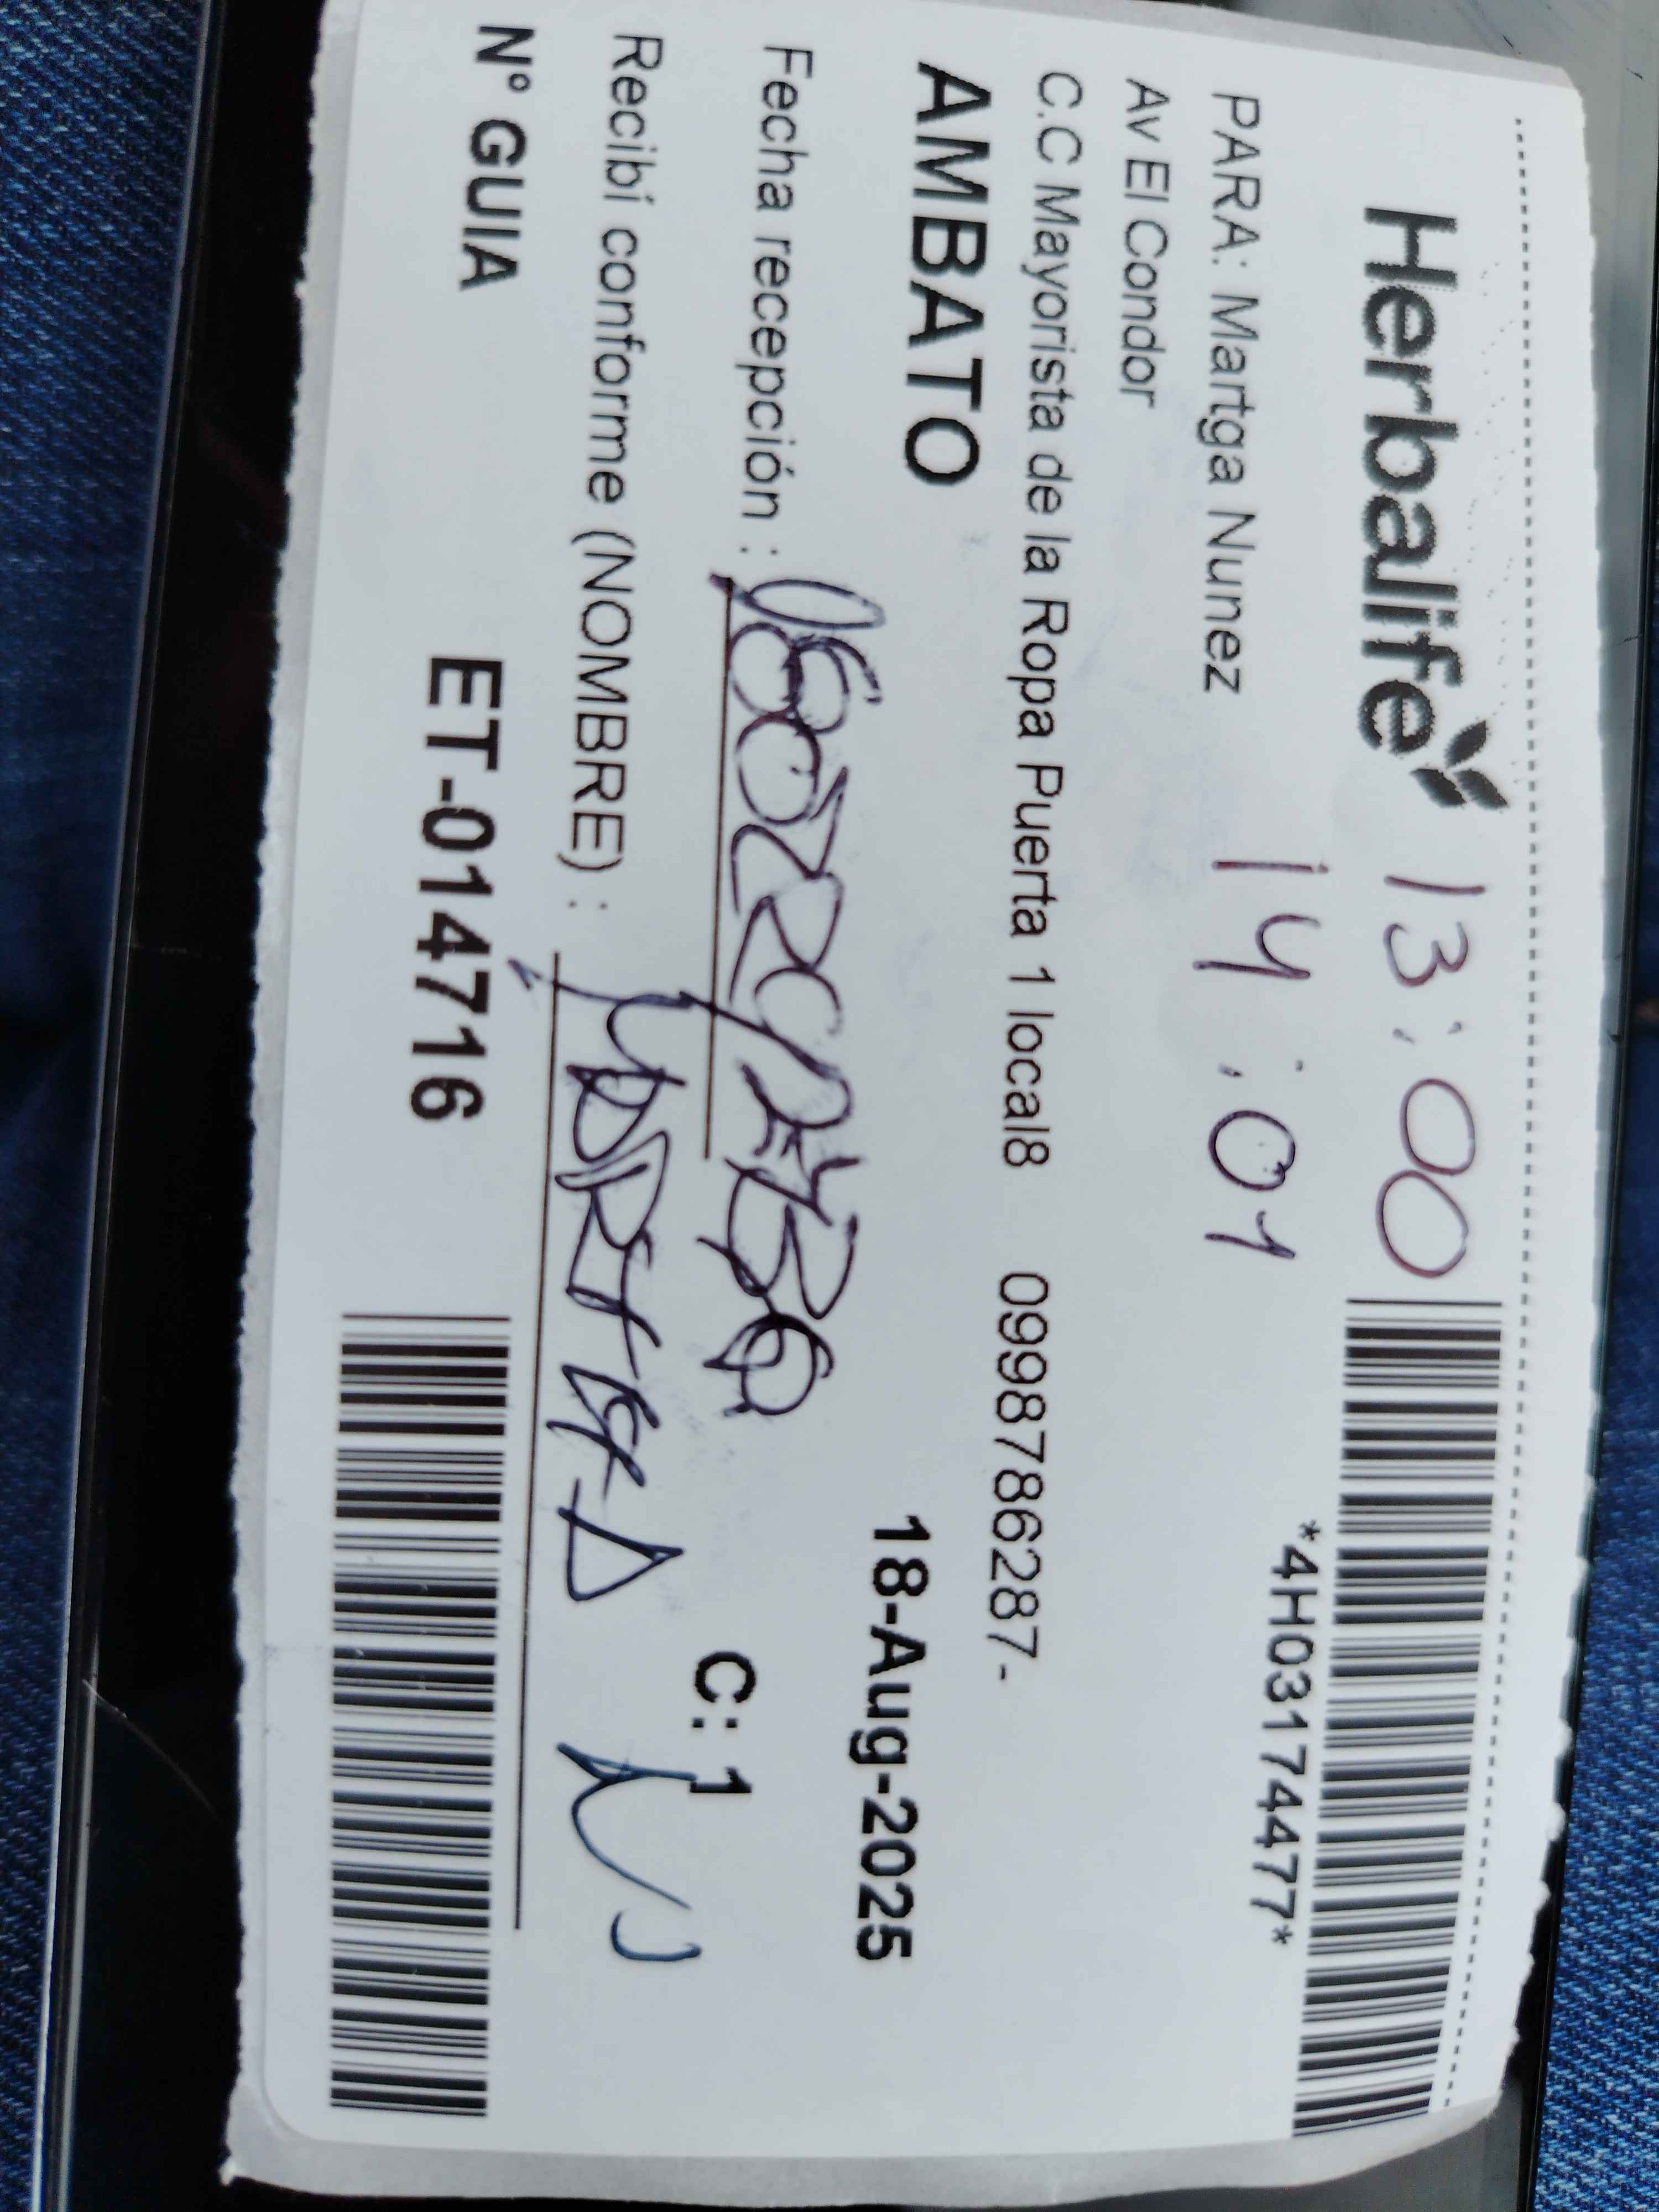 Herbalife 13:00
*4H03174477*
PARA: Martga Nunez 14:01
Av El Condor
C.C Mayorista de la Ropa Puerta 1 local8 0998786287-
AMBATO 18-Aug-2025
Fecha recepción :
C: 1
Recibí conforme (NOMBRE) :
N° GUIA ET-014716